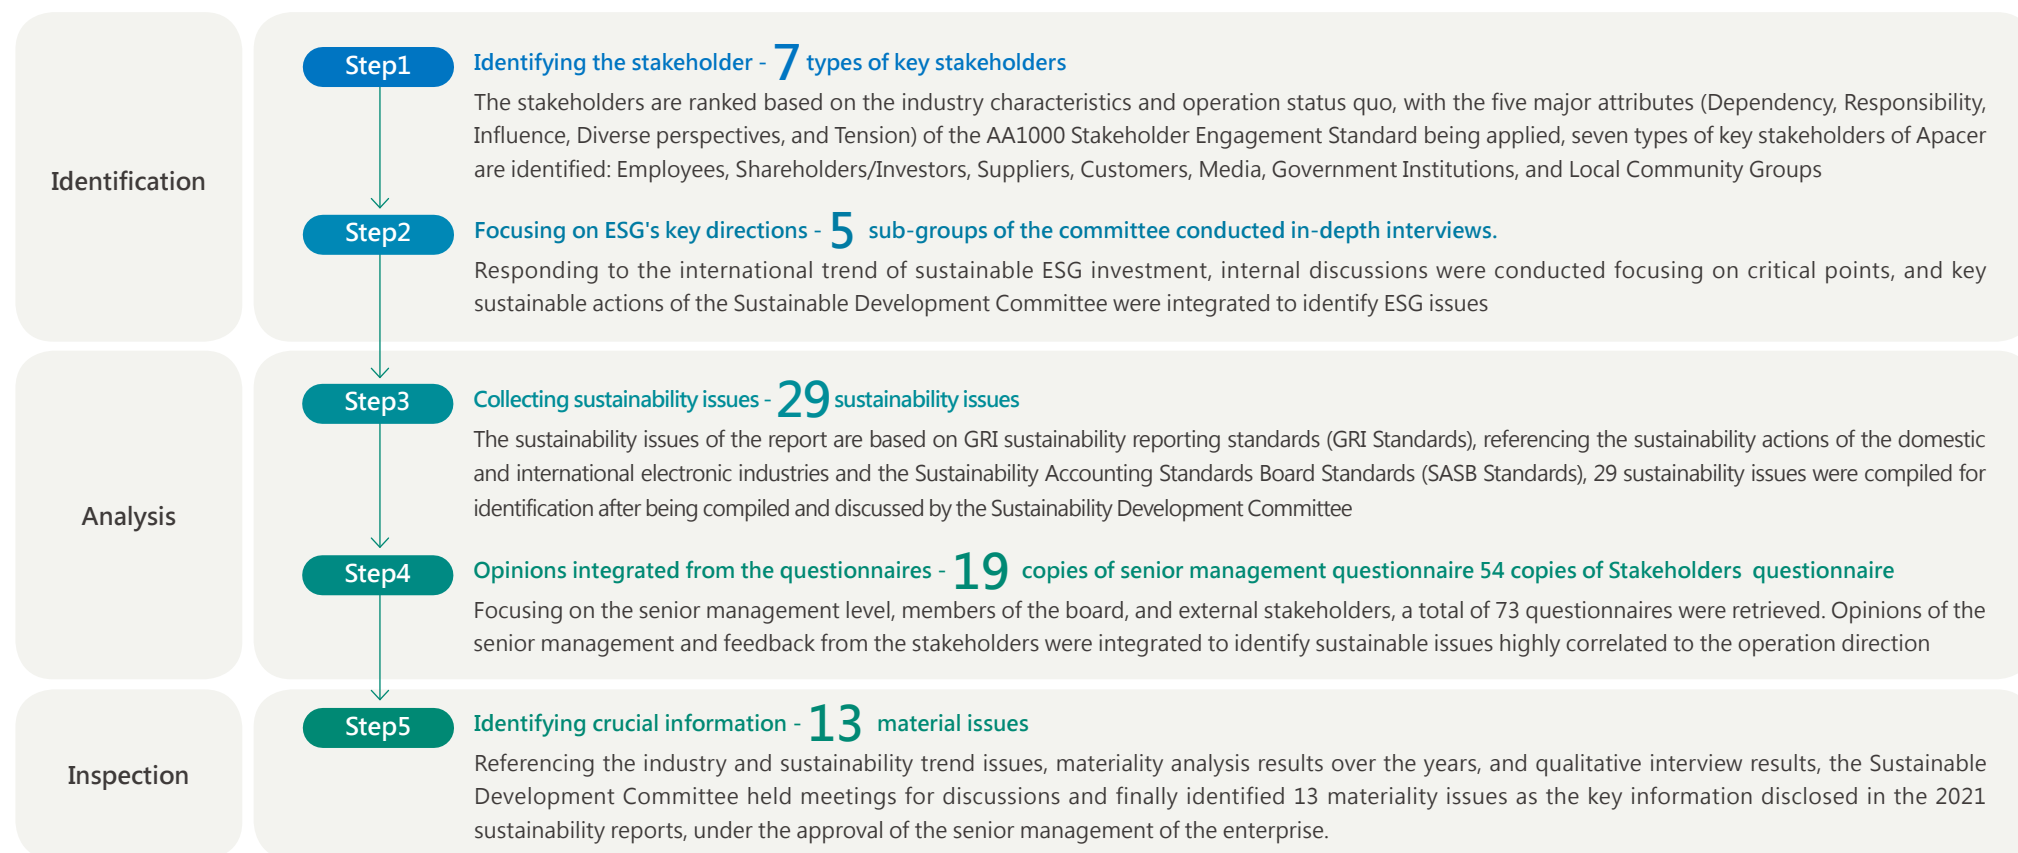 Identification
Step1
Identifying the stakeholder - 7 types of key stakeholders
The stakeholders are ranked based on the industry characteristics and operation status quo, with the five major attributes (Dependency, Responsibility,
Influence, Diverse perspectives, and Tension) of the AA1000 Stakeholder Engagement Standard being applied, seven types of key stakeholders of Apacer
are identified: Employees, Shareholders/Investors, Suppliers, Customers, Media, Government Institutions, and Local Community Groups
Step2
Focusing on ESG's key directions - 5 sub-groups of the committee conducted in-depth interviews.
Responding to the international trend of sustainable ESG investment, internal discussions were conducted focusing on critical points, and key
sustainable actions of the Sustainable Development Committee were integrated to identify ESG issues
Analysis
Step3
Collecting sustainability issues - 29 sustainability issues
The sustainability issues of the report are based on GRI sustainability reporting standards (GRI Standards), referencing the sustainability actions of the domestic
and international electronic industries and the Sustainability Accounting Standards Board Standards (SASB Standards), 29 sustainability issues were compiled for
identification after being compiled and discussed by the Sustainability Development Committee
Step4
Opinions integrated from the questionnaires - 19 copies of senior management questionnaire 54 copies of Stakeholders questionnaire
Focusing on the senior management level, members of the board, and external stakeholders, a total of 73 questionnaires were retrieved. Opinions of the
senior management and feedback from the stakeholders were integrated to identify sustainable issues highly correlated to the operation direction
Inspection
Step5
Identifying crucial information - 13 material issues
Referencing the industry and sustainability trend issues, materiality analysis results over the years, and qualitative interview results, the Sustainable
Development Committee held meetings for discussions and finally identified 13 materiality issues as the key information disclosed in the 2021
sustainability reports, under the approval of the senior management of the enterprise.